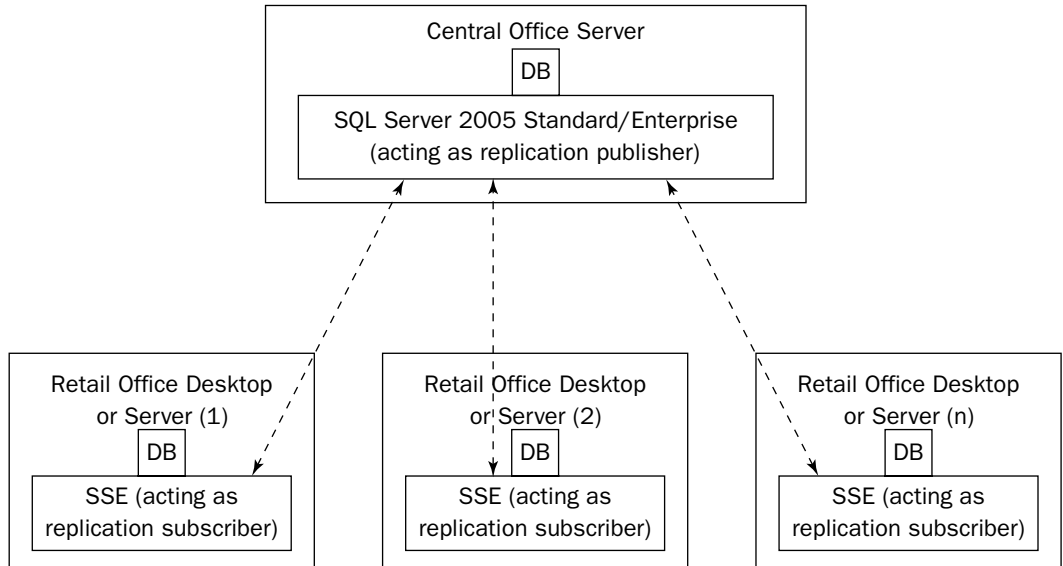 Central Office Server
DB
SQL Server 2005 Standard/Enterprise
(acting as replication publisher)
Retail Office Desktop
or Server (1)
DB
SSE (acting as
replication subscriber)
Retail Office Desktop
or Server (2)
DB
SSE (acting as
replication subscriber)
Retail Office Desktop
or Server (n)
DB
SSE (acting as
replication subscriber)